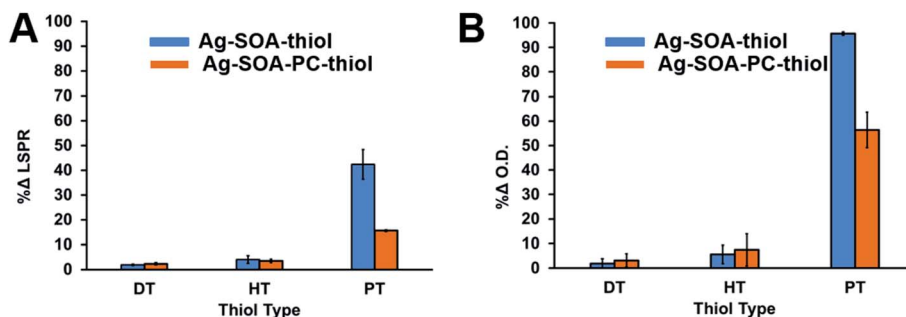 A
Ag-SOA-thiol
Ag-SOA-PC-thiol
%Δ LSPR
100
90
80
70
60
50
40
30
20
10
0
DT HT PT
Thiol Type
B
Ag-SOA-thiol
Ag-SOA-PC-thiol
%Δ O.D.
100
90
80
70
60
50
40
30
20
10
0
DT HT PT
Thiol Type